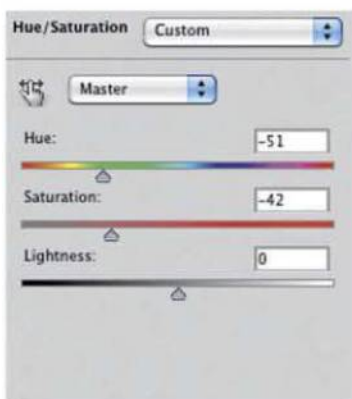 Hue/Saturation Custom
Master
Hue: -51
Saturation: -42
Lightness: 0